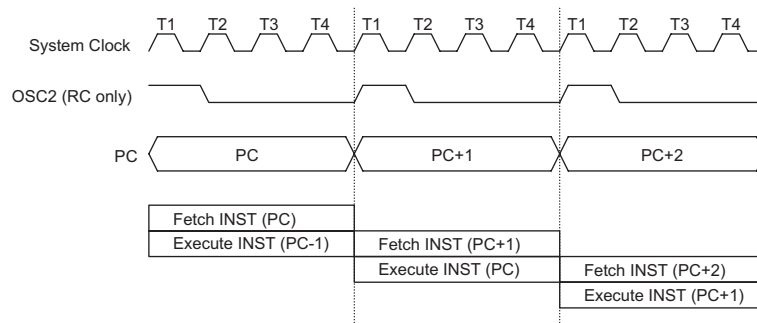 T1 T2 T3 T4 T1 T2 T3 T4 T1 T2 T3 T4
System Clock
OSC2 (RC only)
PC PC PC+1 PC+2
Fetch INST (PC)
Execute INST (PC-1) Fetch INST (PC+1)
Execute INST (PC) Fetch INST (PC+2)
Execute INST (PC+1)